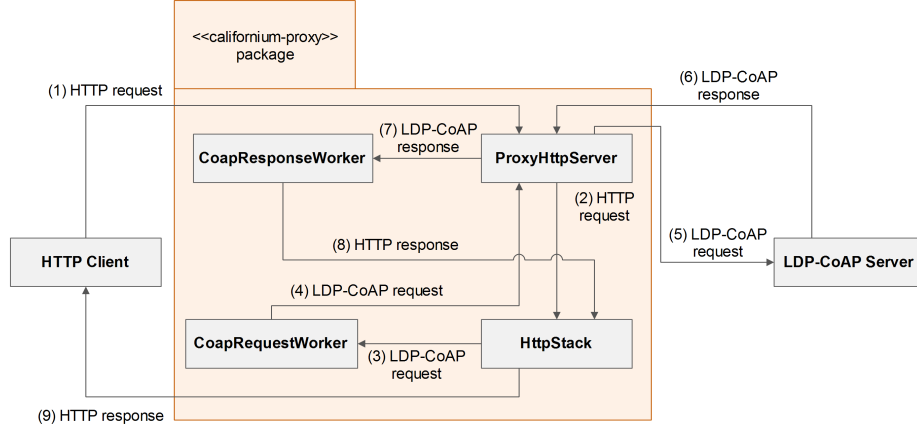 <<californium-proxy>>
package
(1) HTTP request
(6) LDP-CoAP
response
(7) LDP-CoAP
response
CoapResponseWorker
ProxyHttpServer
(2) HTTP
request
(5) LDP-CoAP
request
(8) HTTP response
HTTP Client
LDP-CoAP Server
(4) LDP-CoAP request
CoapRequestWorker
HttpStack
(3) LDP-CoAP
request
(9) HTTP response